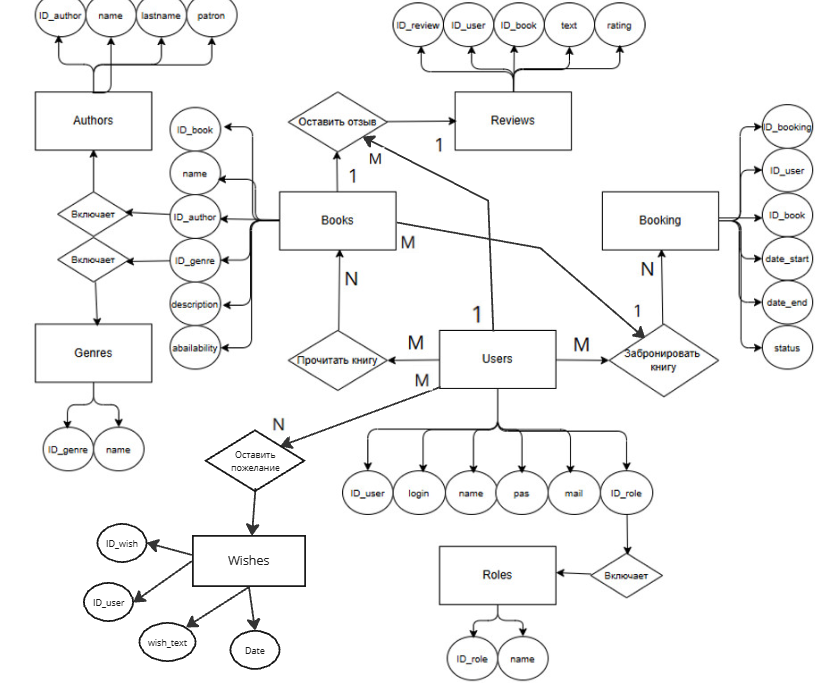 ID_author
name
lastname
patron
ID_review
ID_user
ID_book
text
rating
Authors
Оставить отзыв
Reviews
1
M
1
ID_book
name
ID_author
ID_genre
description
abailability
Включает
Включает
Books
M
N
Genres
ID_genre
name
Booking
ID_booking
ID_user
ID_book
date_start
date_end
status
N
1
1
M
M
Прочитать книгу
Users
Забронировать
книгу
M
N
Оставить
пожелание
ID_user
login
name
pas
mail
ID_role
Wishes
ID_wish
ID_user
wish_text
Date
Roles
Включает
ID_role
name